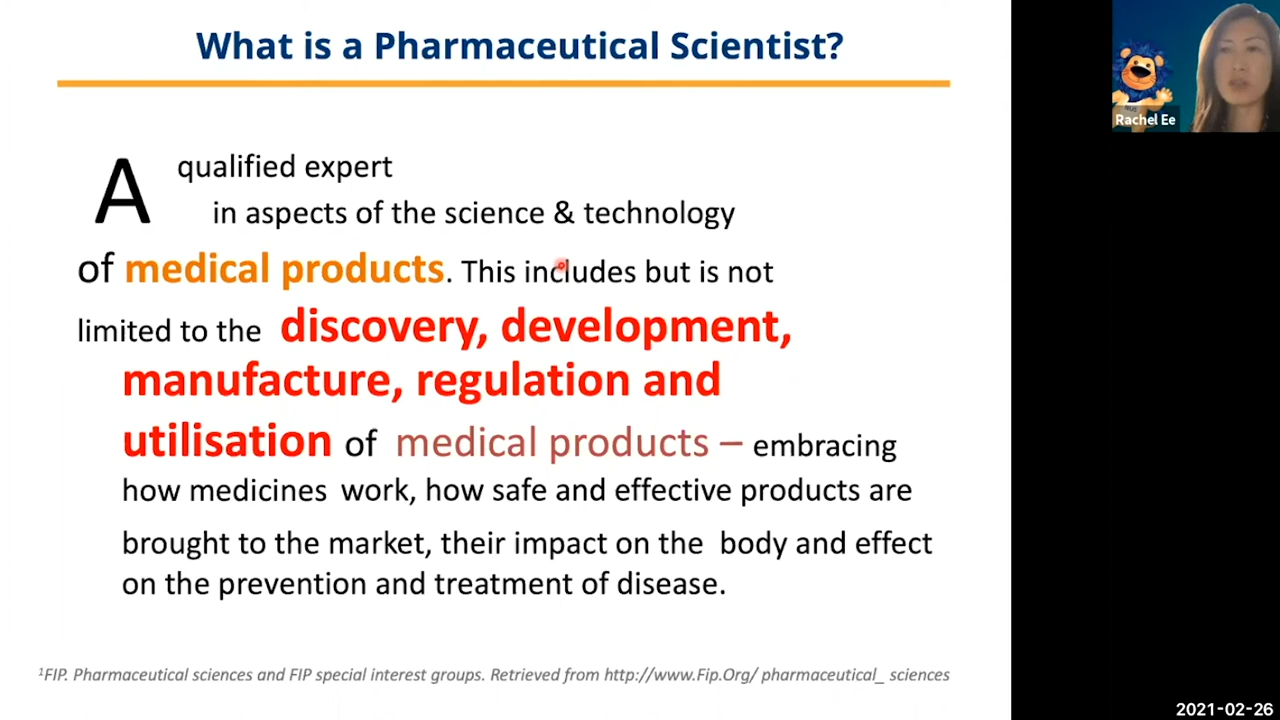 What is a Pharmaceutical Scientist?
A qualified expert
in aspects of the science & technology
of medical products. This includes but is not
limited to the discovery, development,
manufacture, regulation and
utilisation of medical products – embracing
how medicines work, how safe and effective products are
brought to the market, their impact on the body and effect
on the prevention and treatment of disease.
¹FIP. Pharmaceutical sciences and FIP special interest groups. Retrieved from http://www.Fip.Org/ pharmaceutical_ sciences
NUS
Rachel Ee
2021-02-26